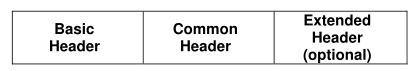 Basic
Header
Common
Header
Extended
Header
(optional)